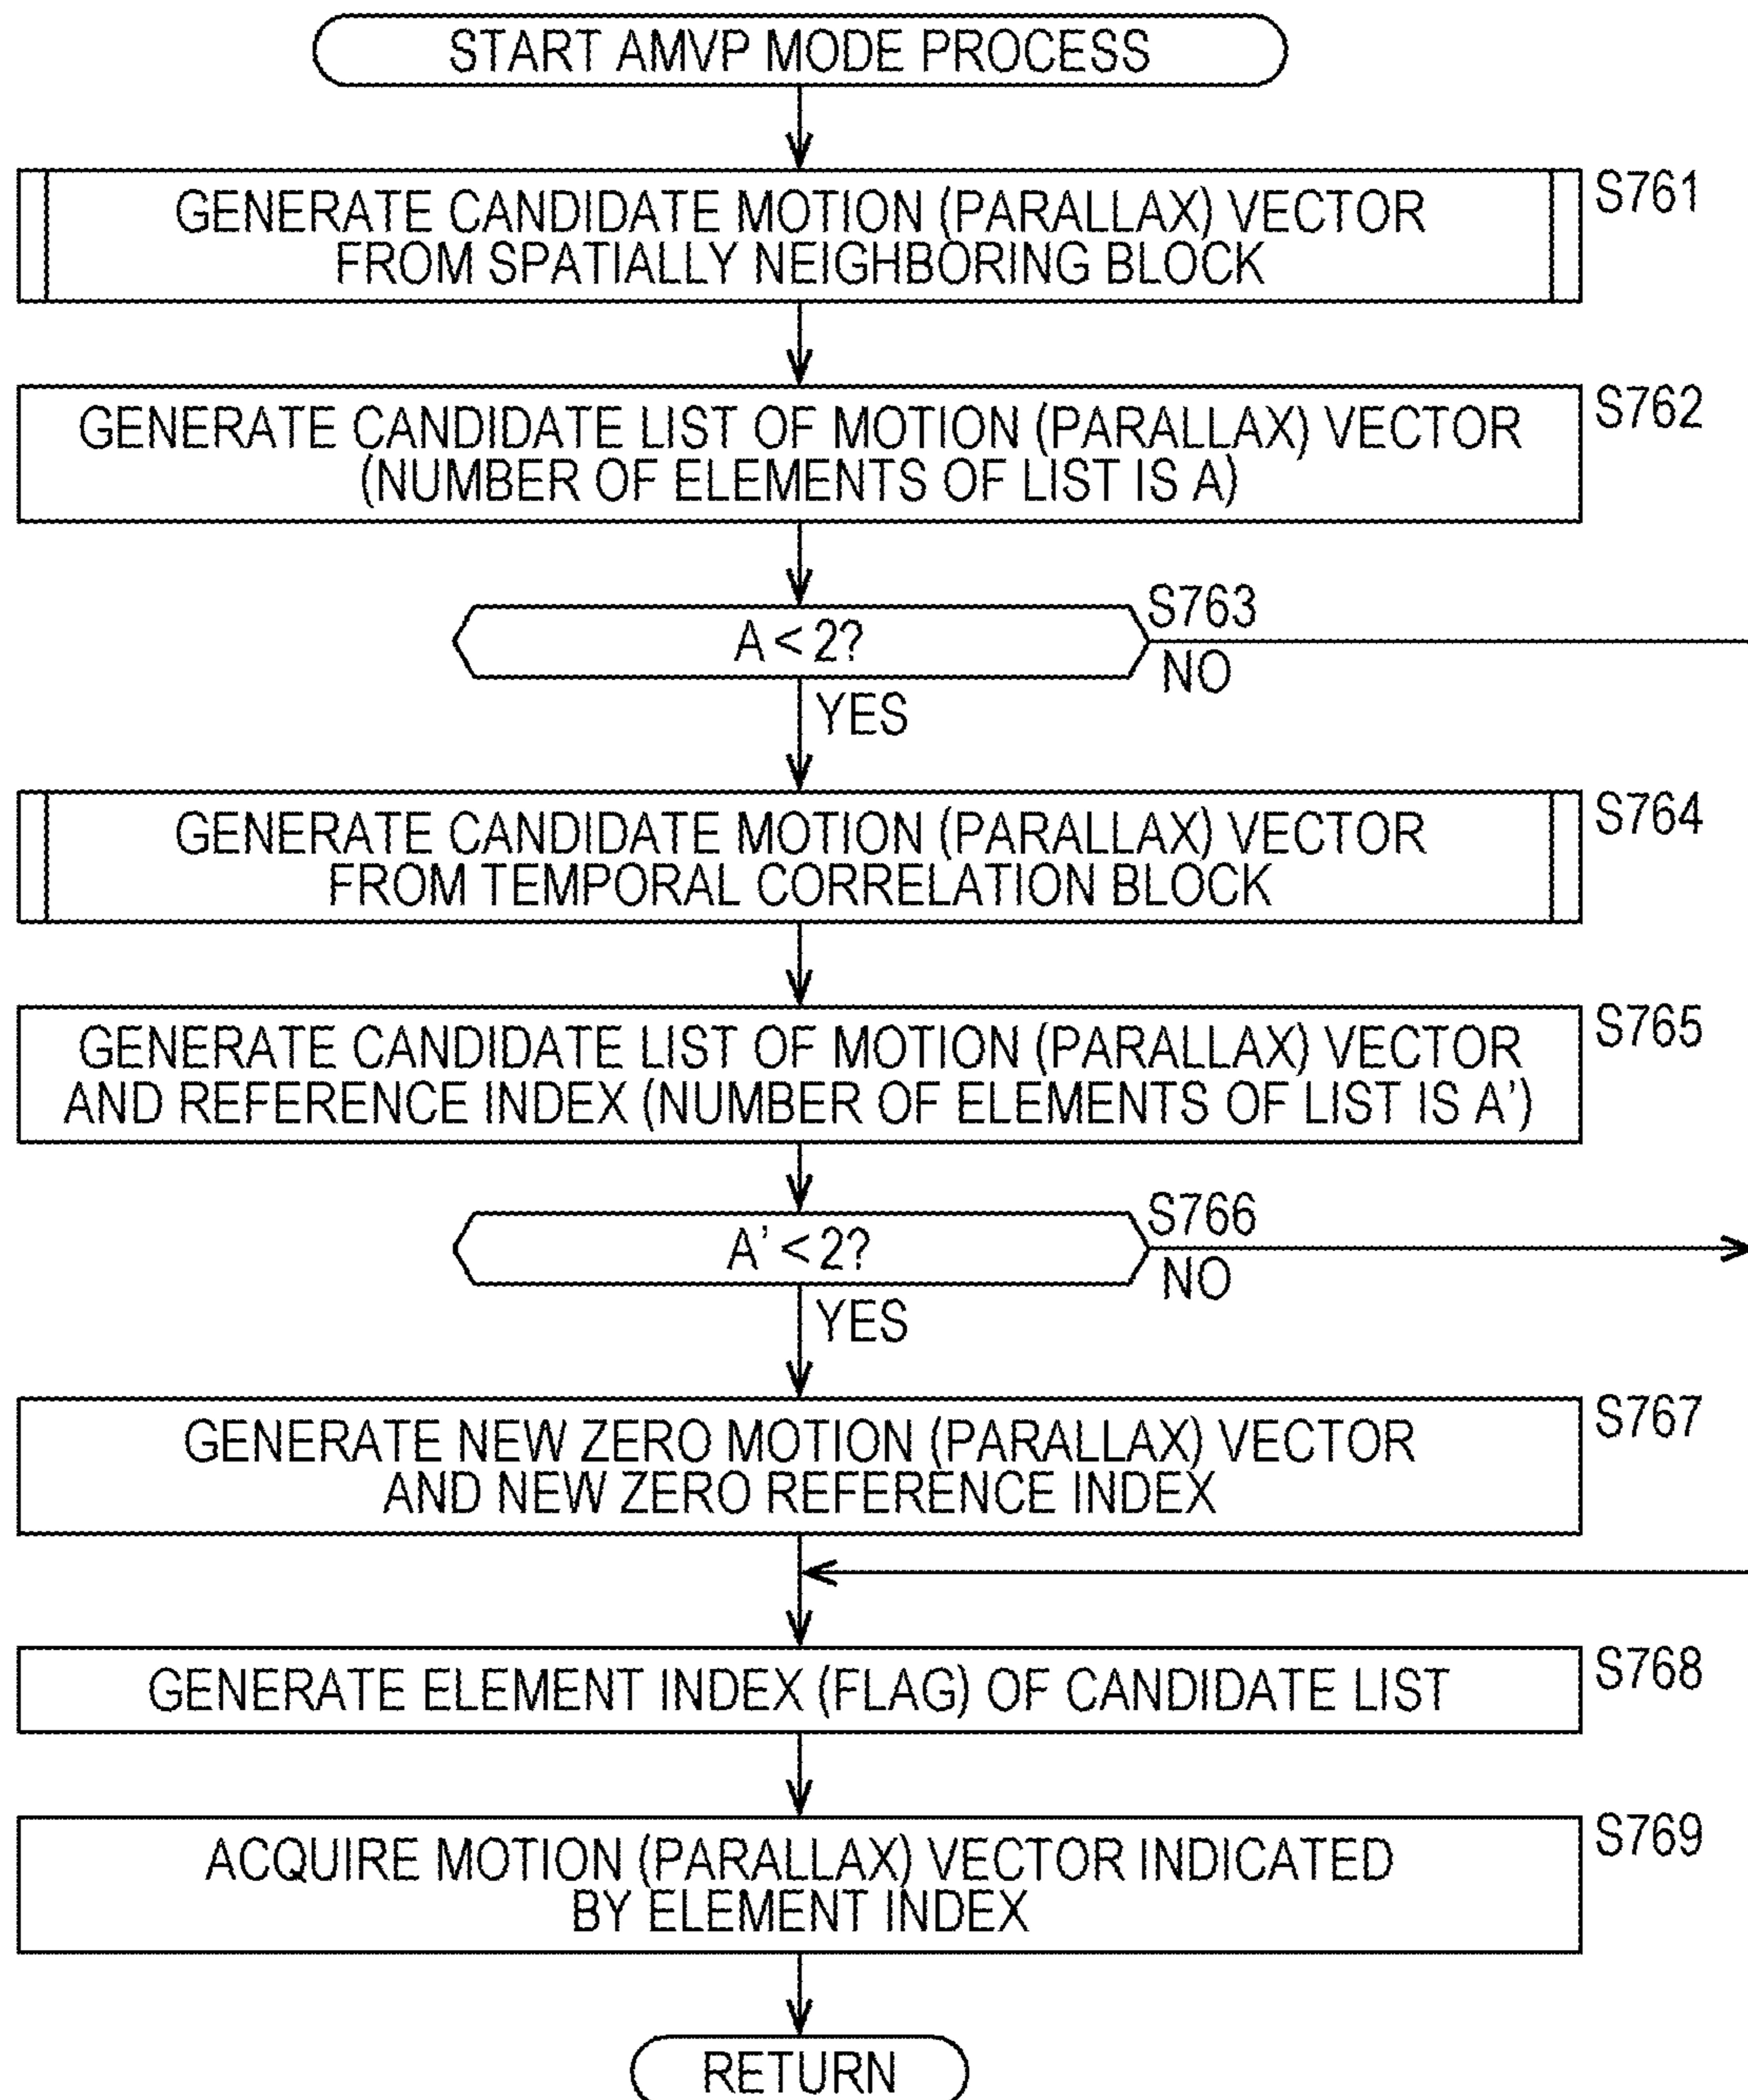 START AMVP MODE PROCESS
S761
GENERATE CANDIDATE MOTION (PARALLAX) VECTOR
FROM SPATIALLY NEIGHBORING BLOCK
S762
GENERATE CANDIDATE LIST OF MOTION (PARALLAX) VECTOR
(NUMBER OF ELEMENTS OF LIST IS A)
S763
A < 2?
NO
YES
S764
GENERATE CANDIDATE MOTION (PARALLAX) VECTOR
FROM TEMPORAL CORRELATION BLOCK
S765
GENERATE CANDIDATE LIST OF MOTION (PARALLAX) VECTOR
AND REFERENCE INDEX (NUMBER OF ELEMENTS OF LIST IS A')
S766
A' < 2?
NO
YES
S767
GENERATE NEW ZERO MOTION (PARALLAX) VECTOR
AND NEW ZERO REFERENCE INDEX
S768
GENERATE ELEMENT INDEX (FLAG) OF CANDIDATE LIST
S769
ACQUIRE MOTION (PARALLAX) VECTOR INDICATED
BY ELEMENT INDEX
RETURN